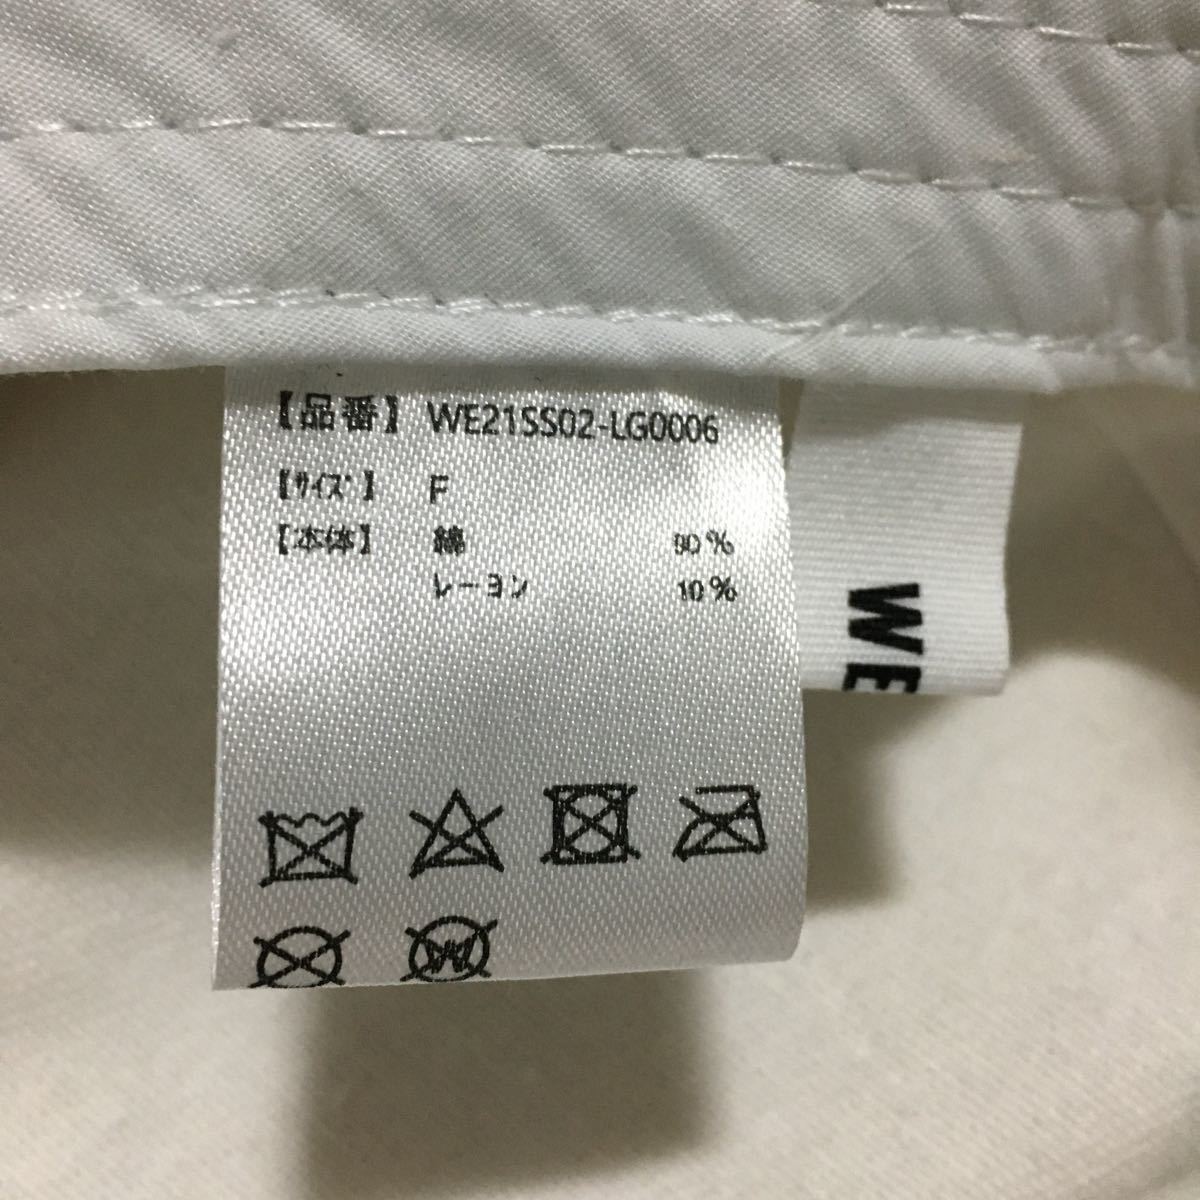 【品番】 WE21SS02-LG0006
【ｻｲｽﾞ】 F
【本体】 綿 90%
レーヨン 10%
WE